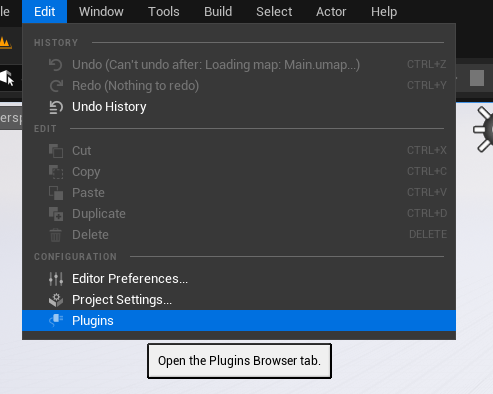 le Edit Window Tools Build Select Actor Help
HISTORY
Undo (Can't undo after: Loading map: Main.umap...) CTRL+Z
Redo (Nothing to redo) CTRL+Y
Undo History
ersp
EDIT
Cut CTRL+X
Copy CTRL+C
Paste CTRL+V
Duplicate CTRL+D
Delete DELETE
CONFIGURATION
Editor Preferences...
Project Settings...
Plugins
Open the Plugins Browser tab.